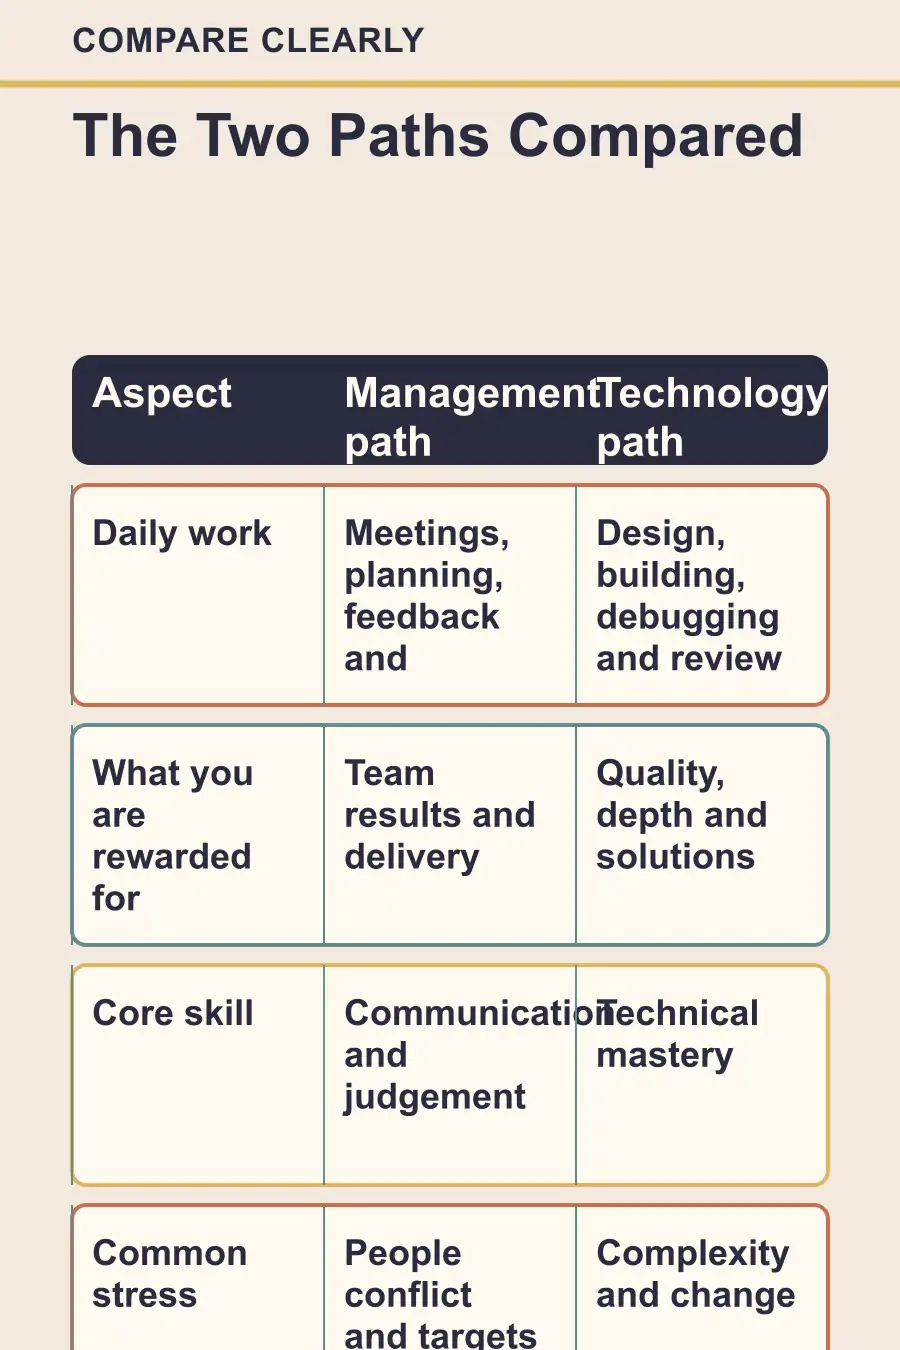 COMPARE CLEARLY
The Two Paths Compared
Aspect
Management
path
Technology
path
Daily work
Meetings,
planning,
feedback
and
Design,
building,
debugging
and review
What you
are
rewarded
for
Team
results and
delivery
Quality,
depth and
solutions
Core skill
Communication
and
judgement
Technical
mastery
Common
stress
People
conflict
and targets
Complexity
and change